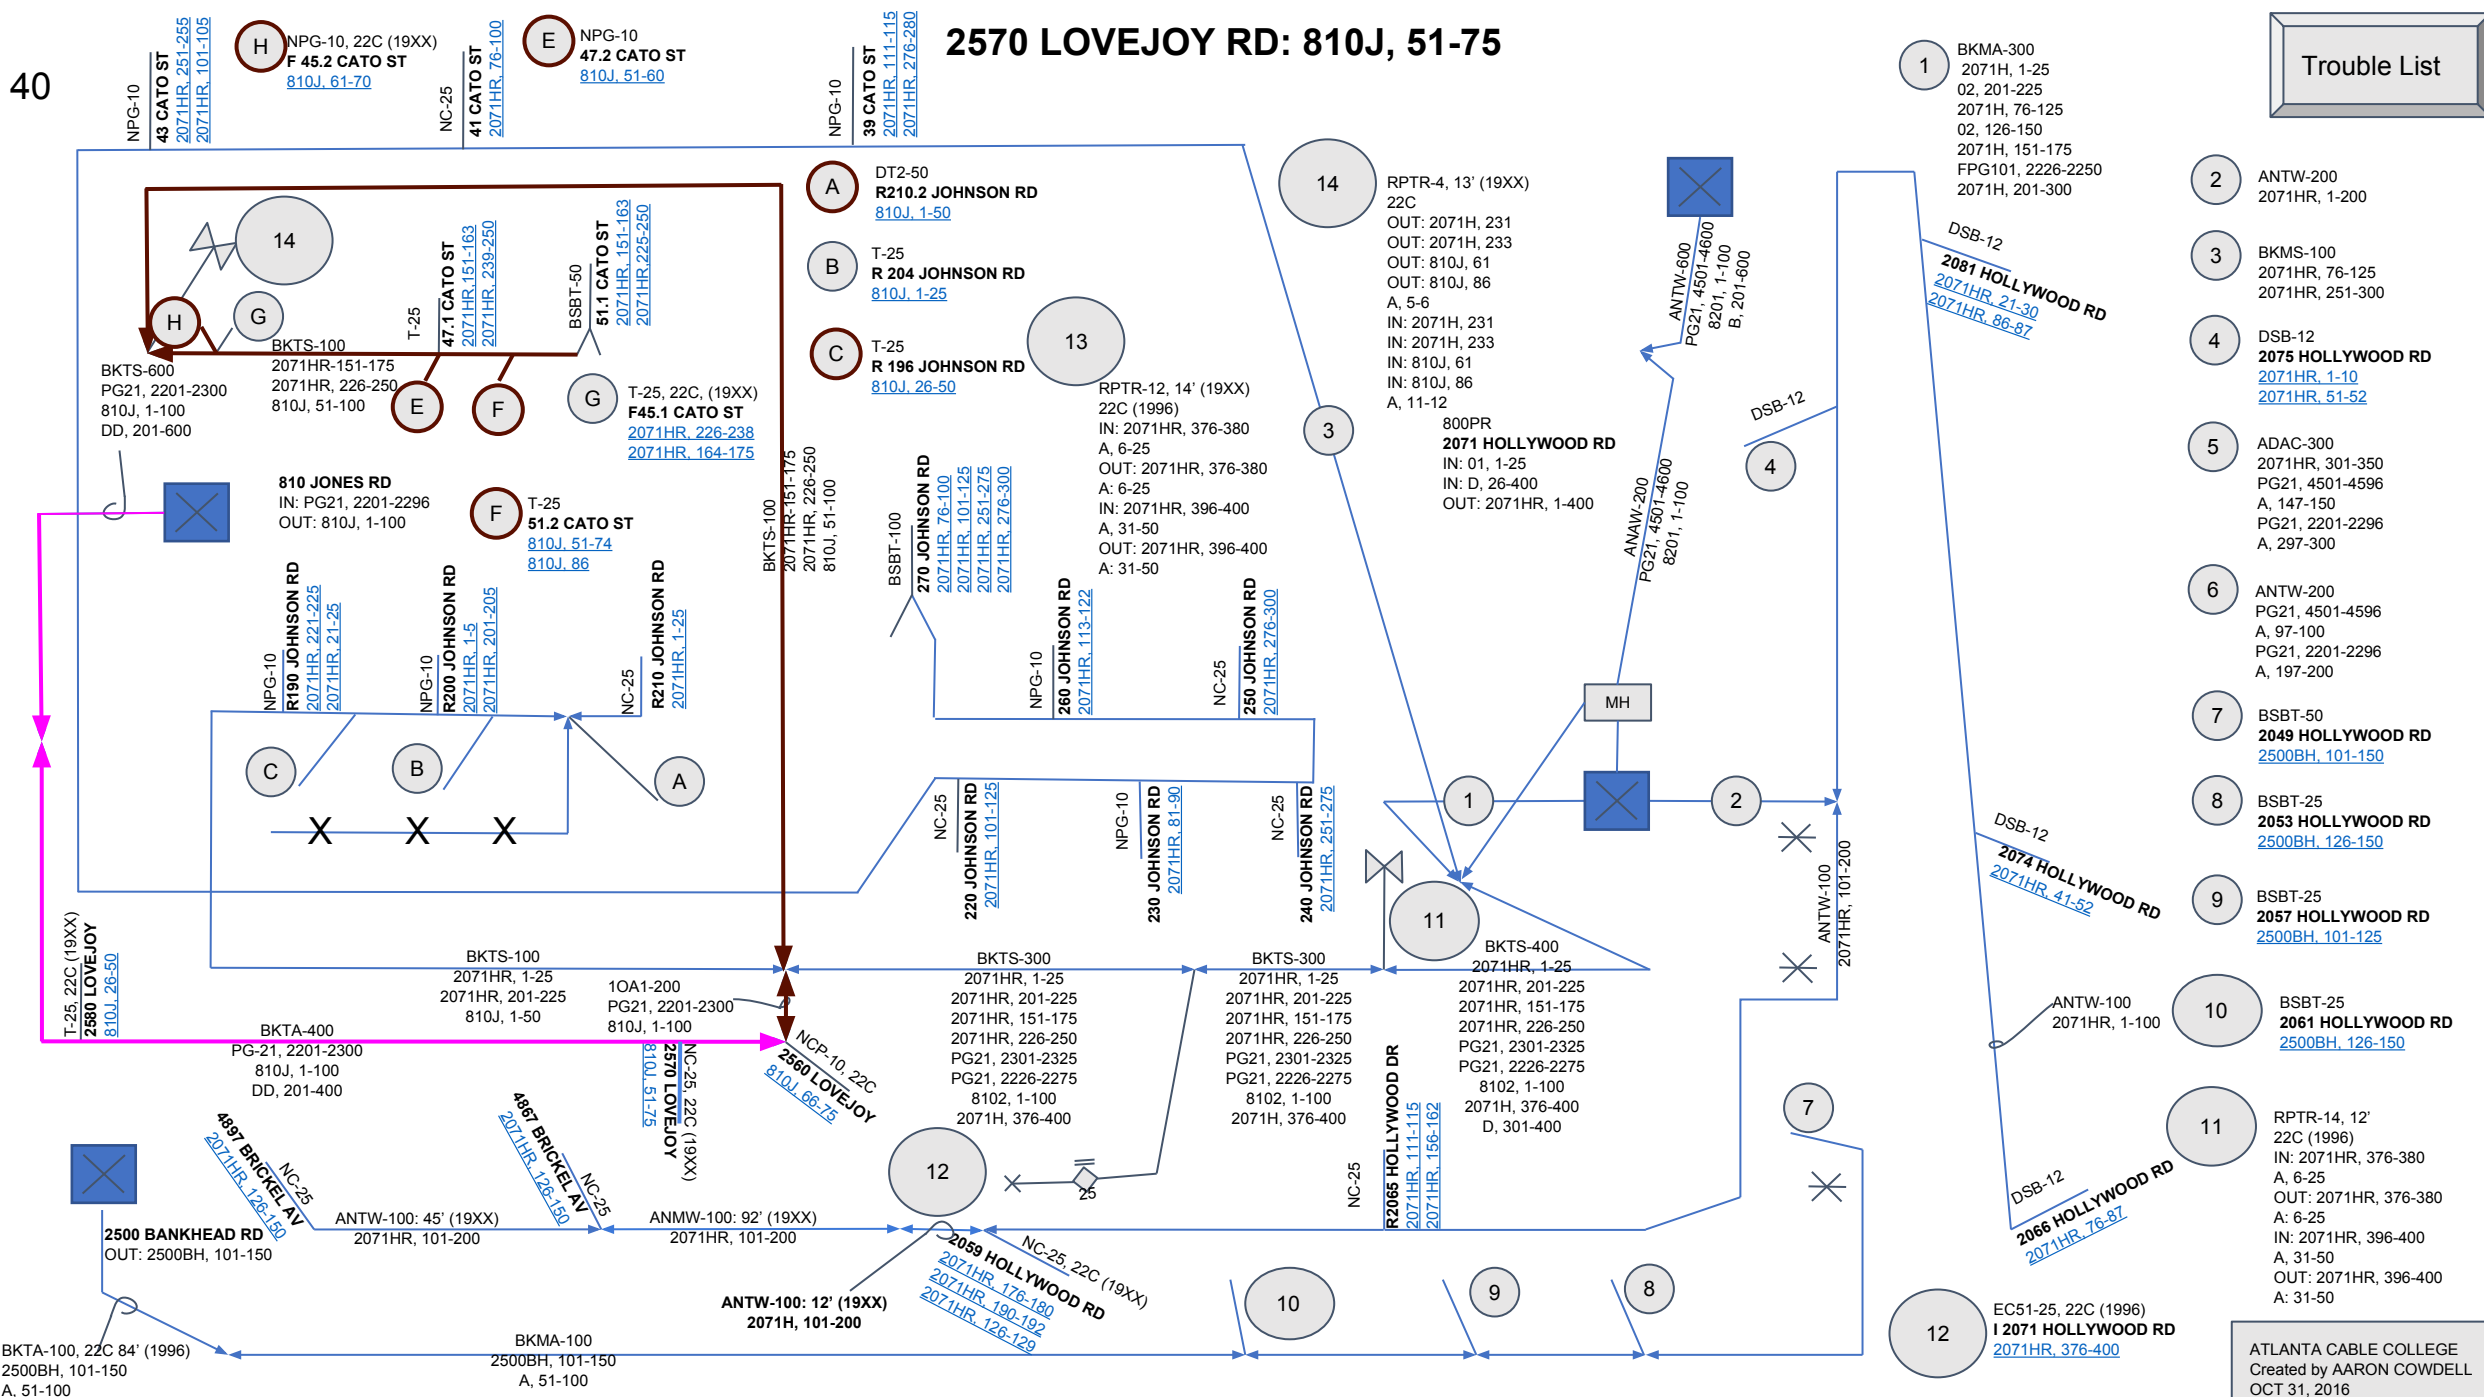 2570 LOVEJOY RD: 810J, 51-75
40
Trouble List
NPG-10
43 CATO ST
2071HR, 251-255
2071HR, 101-105
H
NPG-10, 22C (19XX)
F 45.2 CATO ST
810J, 61-70
NC-25
41 CATO ST
2071HR, 76-100
E
NPG-10
47.2 CATO ST
810J, 51-60
NPG-10
39 CATO ST
2071HR, 111-115
2071HR, 276-280
1
BKMA-300
2071H, 1-25
02, 201-225
2071H, 76-125
02, 126-150
2071H, 151-175
FPG101, 2226-2250
2071H, 201-300
2
ANTW-200
2071HR, 1-200
3
BKMS-100
2071HR, 76-125
2071HR, 251-300
4
DSB-12
2075 HOLLYWOOD RD
2071HR, 1-10
2071HR, 51-52
5
ADAC-300
2071HR, 301-350
PG21, 4501-4596
A, 147-150
PG21, 2201-2296
A, 297-300
6
ANTW-200
PG21, 4501-4596
A, 97-100
PG21, 2201-2296
A, 197-200
7
BSBT-50
2049 HOLLYWOOD RD
2500BH, 101-150
8
BSBT-25
2053 HOLLYWOOD RD
2500BH, 126-150
9
BSBT-25
2057 HOLLYWOOD RD
2500BH, 101-125
10
BSBT-25
2061 HOLLYWOOD RD
2500BH, 126-150
11
RPTR-14, 12’
22C (1996)
IN: 2071HR, 376-380
A, 6-25
OUT: 2071HR, 376-380
A: 6-25
IN: 2071HR, 396-400
A, 31-50
OUT: 2071HR, 396-400
A: 31-50
12
EC51-25, 22C (1996)
I 2071 HOLLYWOOD RD
2071HR, 376-400
ATLANTA CABLE COLLEGE
Created by AARON COWDELL
OCT 31, 2016
14
H
G
T-25
47.1 CATO ST
2071HR,151-163
2071HR, 239-250
BSBT-50
51.1 CATO ST
2071HR, 151-163
2071HR,225-250
BKTS-600
PG21, 2201-2300
810J, 1-100
DD, 201-600
BKTS-100
2071HR-151-175
2071HR, 226-250
810J, 51-100
E
F
G
T-25, 22C, (19XX)
F45.1 CATO ST
2071HR, 226-238
2071HR, 164-175
A
DT2-50
R210.2 JOHNSON RD
810J, 1-50
B
T-25
R 204 JOHNSON RD
810J, 1-25
C
T-25
R 196 JOHNSON RD
810J, 26-50
13
RPTR-12, 14’ (19XX)
22C (1996)
IN: 2071HR, 376-380
A, 6-25
OUT: 2071HR, 376-380
A: 6-25
IN: 2071HR, 396-400
A, 31-50
OUT: 2071HR, 396-400
A: 31-50
14
RPTR-4, 13’ (19XX)
22C
OUT: 2071H, 231
OUT: 2071H, 233
OUT: 810J, 61
OUT: 810J, 86
A, 5-6
IN: 2071H, 231
IN: 2071H, 233
IN: 810J, 61
IN: 810J, 86
A, 11-12
3
800PR
2071 HOLLYWOOD RD
IN: 01, 1-25
IN: D, 26-400
OUT: 2071HR, 1-400
ANTW-600
PG21, 4501-4600
8201, 1-100
B, 201-600
ANAW-200
PG21, 4501-4600
8201, 1-100
DSB-12
4
DSB-12
2081 HOLLYWOOD RD
2071HR, 21-30
2071HR, 86-87
810 JONES RD
IN: PG21, 2201-2296
OUT: 810J, 1-100
F
T-25
51.2 CATO ST
810J, 51-74
810J, 86
BKTS-100
2071HR-151-175
2071HR, 226-250
810J, 51-100
BSBT-100
270 JOHNSON RD
2071HR, 76-100
2071HR, 101-125
2071HR, 251-275
2071HR, 276-300
NPG-10
R190 JOHNSON RD
2071HR, 221-225
2071HR, 21-25
NPG-10
R200 JOHNSON RD
2071HR, 1-5
2071HR, 201-205
NC-25
R210 JOHNSON RD
2071HR, 1-25
NPG-10
260 JOHNSON RD
2071HR, 113-122
NC-25
250 JOHNSON RD
2071HR, 276-300
MH
C
B
A
X X X
NC-25
220 JOHNSON RD
2071HR, 101-125
NPG-10
230 JOHNSON RD
2071HR, 81-90
NC-25
240 JOHNSON RD
2071HR, 251-275
1
2
11
ANTW-100
2071HR, 101-200
DSB-12
2074 HOLLYWOOD RD
2071HR, 41-52
ANTW-100
2071HR, 1-100
T-25, 22C (19XX)
2580 LOVEJOY
810J, 26-50
BKTS-100
2071HR, 1-25
2071HR, 201-225
810J, 1-50
1OA1-200
PG21, 2201-2300
810J, 1-100
BKTA-400
PG-21, 2201-2300
810J, 1-100
DD, 201-400
NC-25, 22C (19XX)
2570 LOVEJOY
810J, 51-75
NCP-10, 22C
2560 LOVEJOY
810J, 66-75
BKTS-300
2071HR, 1-25
2071HR, 201-225
2071HR, 151-175
2071HR, 226-250
PG21, 2301-2325
PG21, 2226-2275
8102, 1-100
2071H, 376-400
BKTS-300
2071HR, 1-25
2071HR, 201-225
2071HR, 151-175
2071HR, 226-250
PG21, 2301-2325
PG21, 2226-2275
8102, 1-100
2071H, 376-400
BKTS-400
2071HR, 1-25
2071HR, 201-225
2071HR, 151-175
2071HR, 226-250
PG21, 2301-2325
PG21, 2226-2275
8102, 1-100
2071H, 376-400
D, 301-400
12
25
NC-25
R2065 HOLLYWOOD DR
2071HR, 111-115
2071HR, 156-162
7
DSB-12
2066 HOLLYWOOD RD
2071HR, 76-87
2500 BANKHEAD RD
OUT: 2500BH, 101-150
NC-25
4897 BRICKEL AV
2071HR, 126-150
NC-25
4867 BRICKEL AV
2071HR, 126-150
ANTW-100: 45’ (19XX)
2071HR, 101-200
ANMW-100: 92’ (19XX)
2071HR, 101-200
ANTW-100: 12’ (19XX)
2071H, 101-200
NC-25, 22C (19XX)
2059 HOLLYWOOD RD
2071HR, 176-180
2071HR, 190-192
2071HR, 126-129
10
9
8
BKTA-100, 22C 84’ (1996)
2500BH, 101-150
A, 51-100
BKMA-100
2500BH, 101-150
A, 51-100